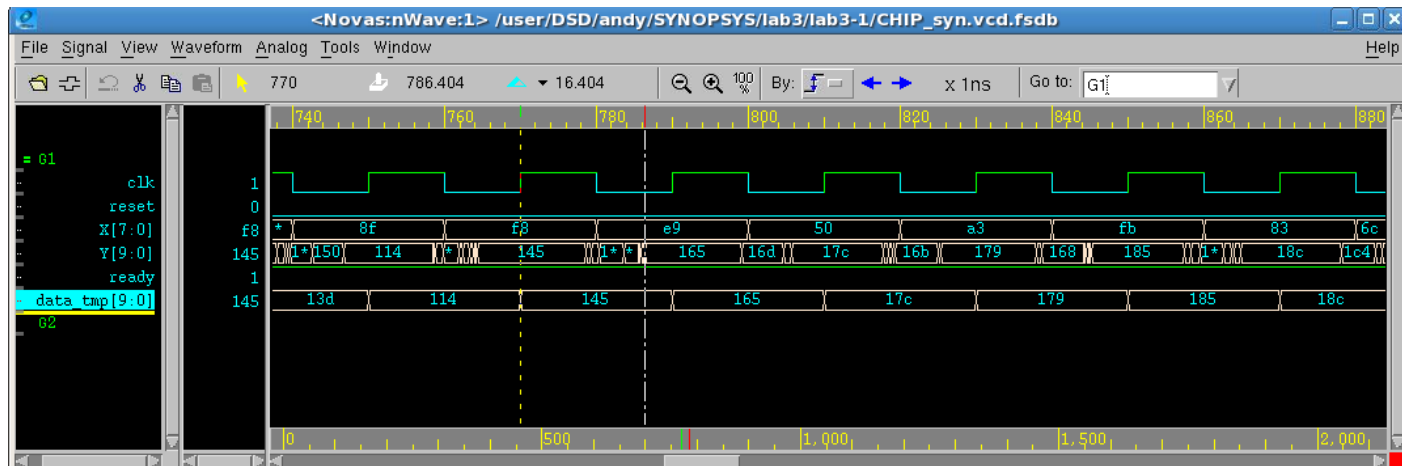 <Novas:nWave:1> /user/DSD/andy/SYNOPSYS/lab3/lab3-1/CHIP_syn.vcd.fsdb
File Signal View Waveform Analog Tools Window Help
770 786.404 16.404 100 % By: x 1ns Go to: G1
740 760 780 800 820 840 860 880
= G1
clk 1
reset 0
X[7:0] f8 * 8f f8 e9 50 a3 fb 83 6c
Y[9:0] 145 1* 150 114 * 145 1* * 165 16d 17c 16b 179 168 185 1* 18c 1c4
ready 1
data_tmp[9:0] 145 13d 114 145 165 17c 179 185 18c
G2
0 500 1,000 1,500 2,000